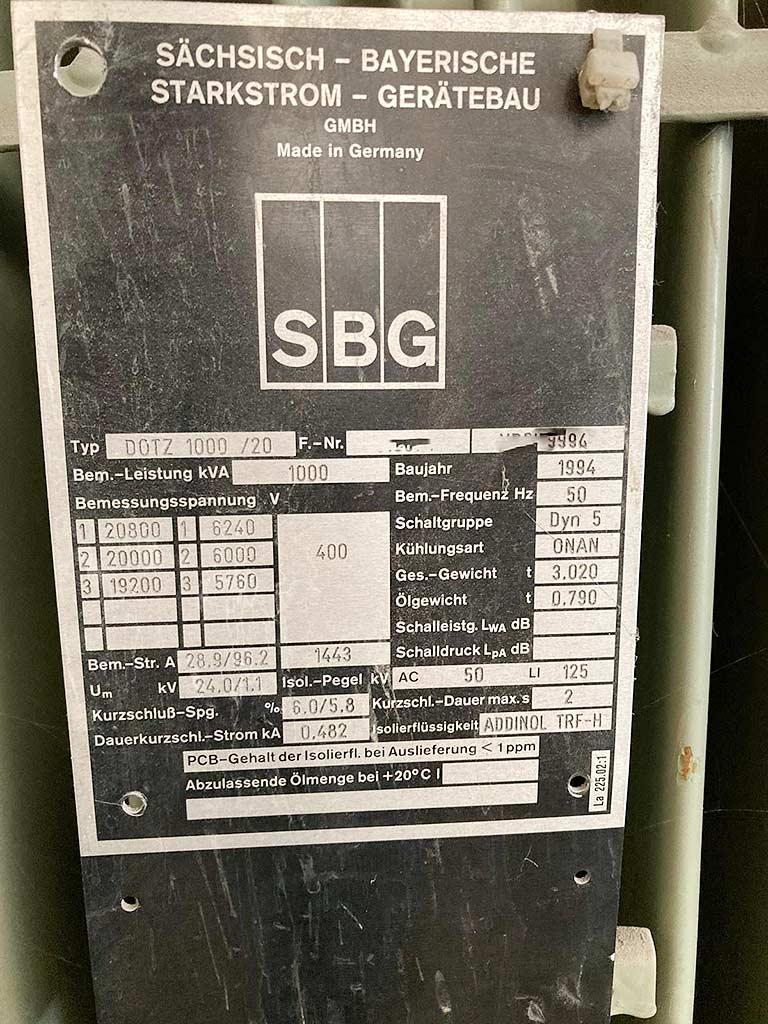 SÄCHSISCH – BAYERISCHE
STARKSTROM – GERÄTEBAU
GMBH
Made in Germany
SBG
Typ DOTZ 1000 /20 F.–Nr. 9994
Bem.–Leistung kVA 1000 Baujahr 1994
Bemessungsspannung V Bem.–Frequenz Hz 50
1 20800 1 6240 Schaltgruppe Dyn 5
2 20000 2 6000 400 Kühlungsart ONAN
3 19200 3 5760 Ges.–Gewicht t 3.020
Ölgewicht t 0.790
Schalleistg. LWA dB
Bem.–Str. A 28.9/96.2 1443 Schalldruck LpA dB
Um kV 24.0/1.1 Isol.–Pegel kV AC 50 LI 125
Kurzschluß–Spg. % 6.0/5.8 Kurzschl.–Dauer max. s 2
Dauerkurzschl.–Strom kA 0.482 Isolierflüssigkeit ADDINOL TRF-H
PCB–Gehalt der Isolierfl. bei Auslieferung < 1 ppm
Abzulassende Ölmenge bei +20°C l
La 225.02:1